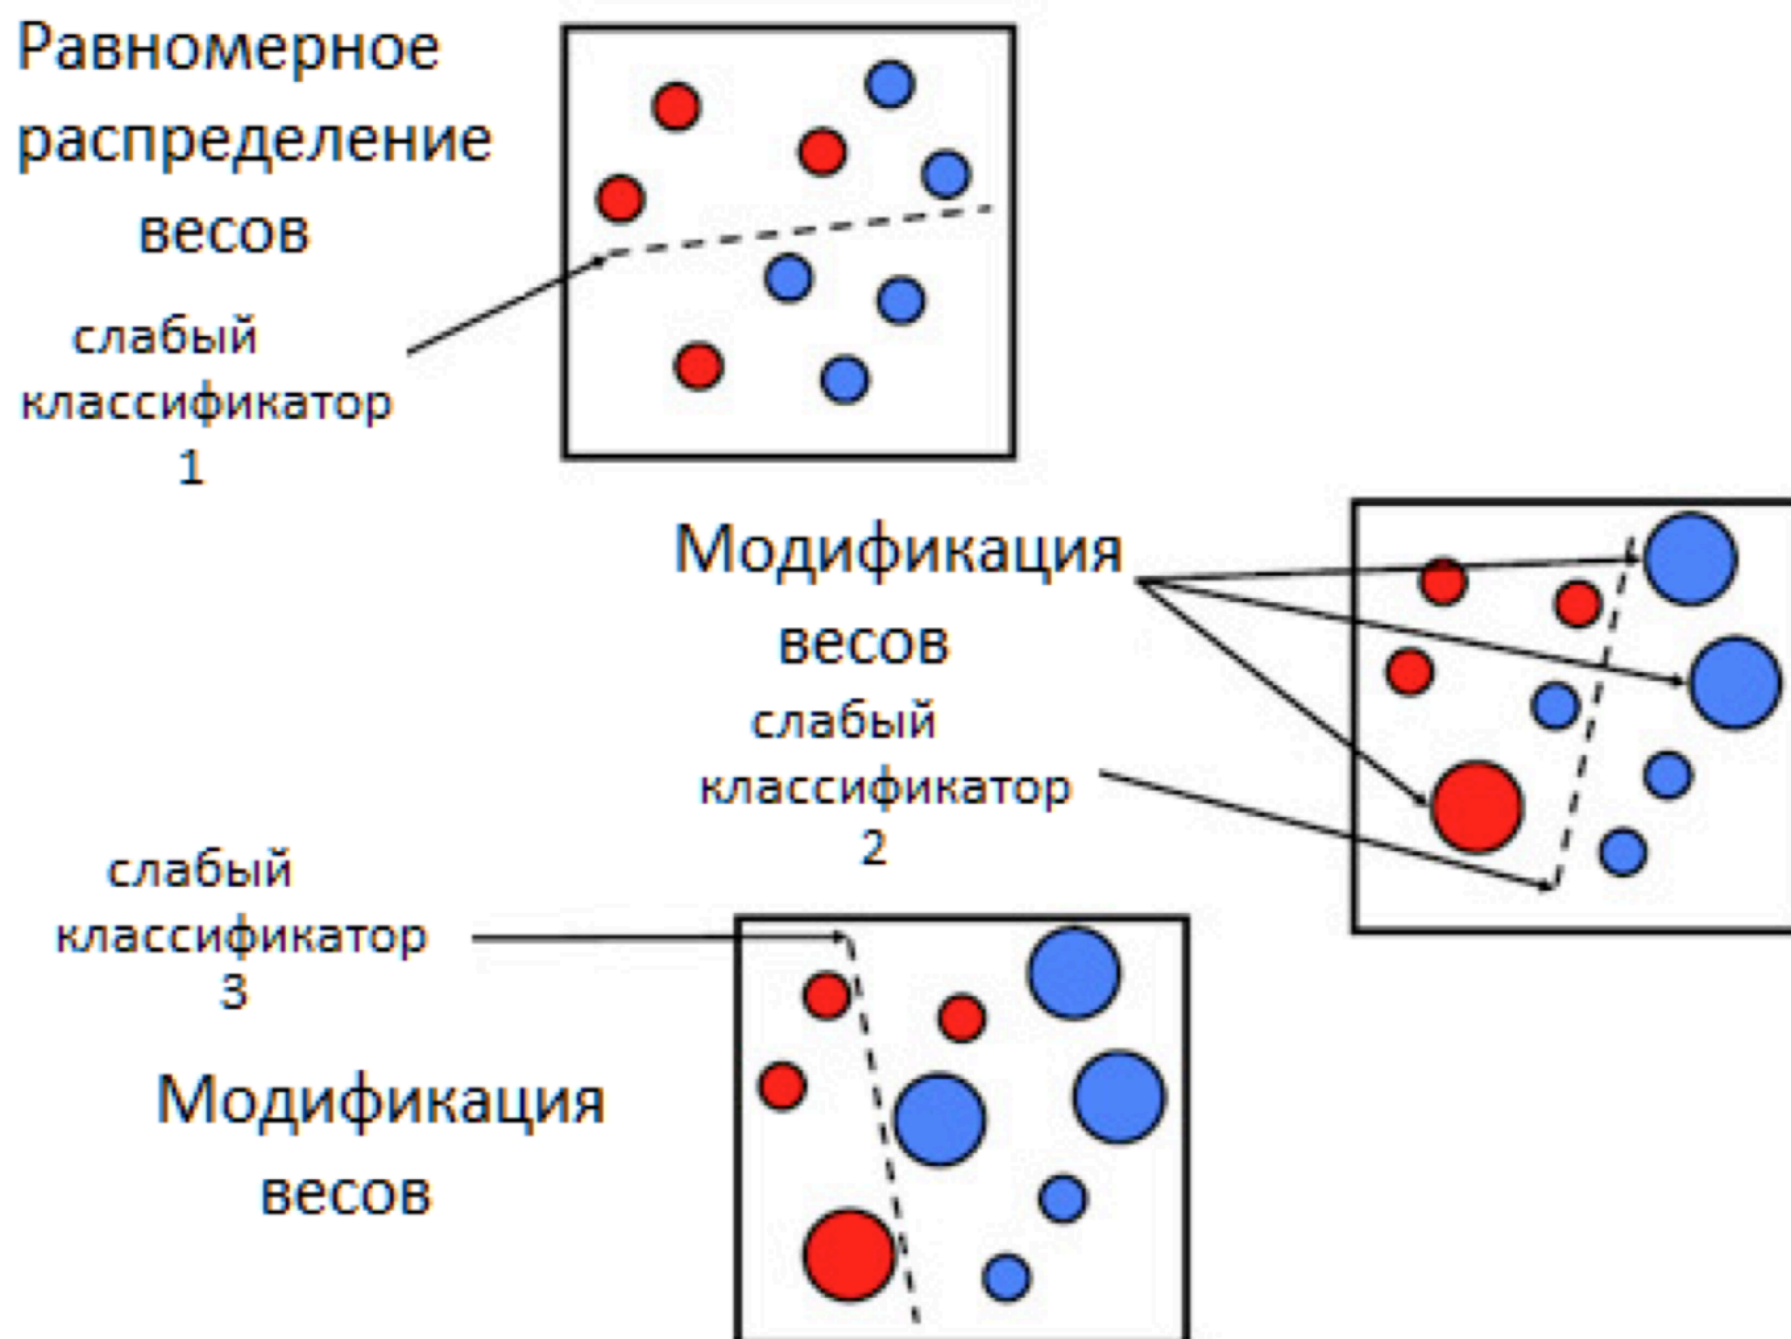 Равномерное
распределение
весов
слабый
классификатор
1
Модификация
весов
слабый
классификатор
2
слабый
классификатор
3
Модификация
весов